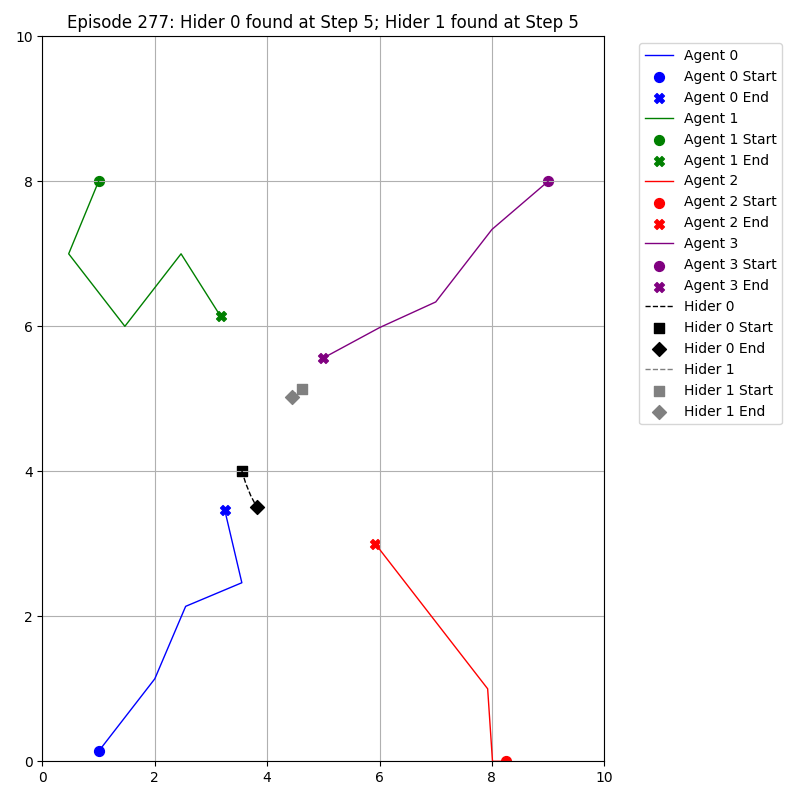 Episode 277: Hider 0 found at Step 5; Hider 1 found at Step 5
10
8
6
4
2
0
0
2
4
6
8
10
Agent 0
Agent 0 Start
Agent 0 End
Agent 1
Agent 1 Start
Agent 1 End
Agent 2
Agent 2 Start
Agent 2 End
Agent 3
Agent 3 Start
Agent 3 End
Hider 0
Hider 0 Start
Hider 0 End
Hider 1
Hider 1 Start
Hider 1 End